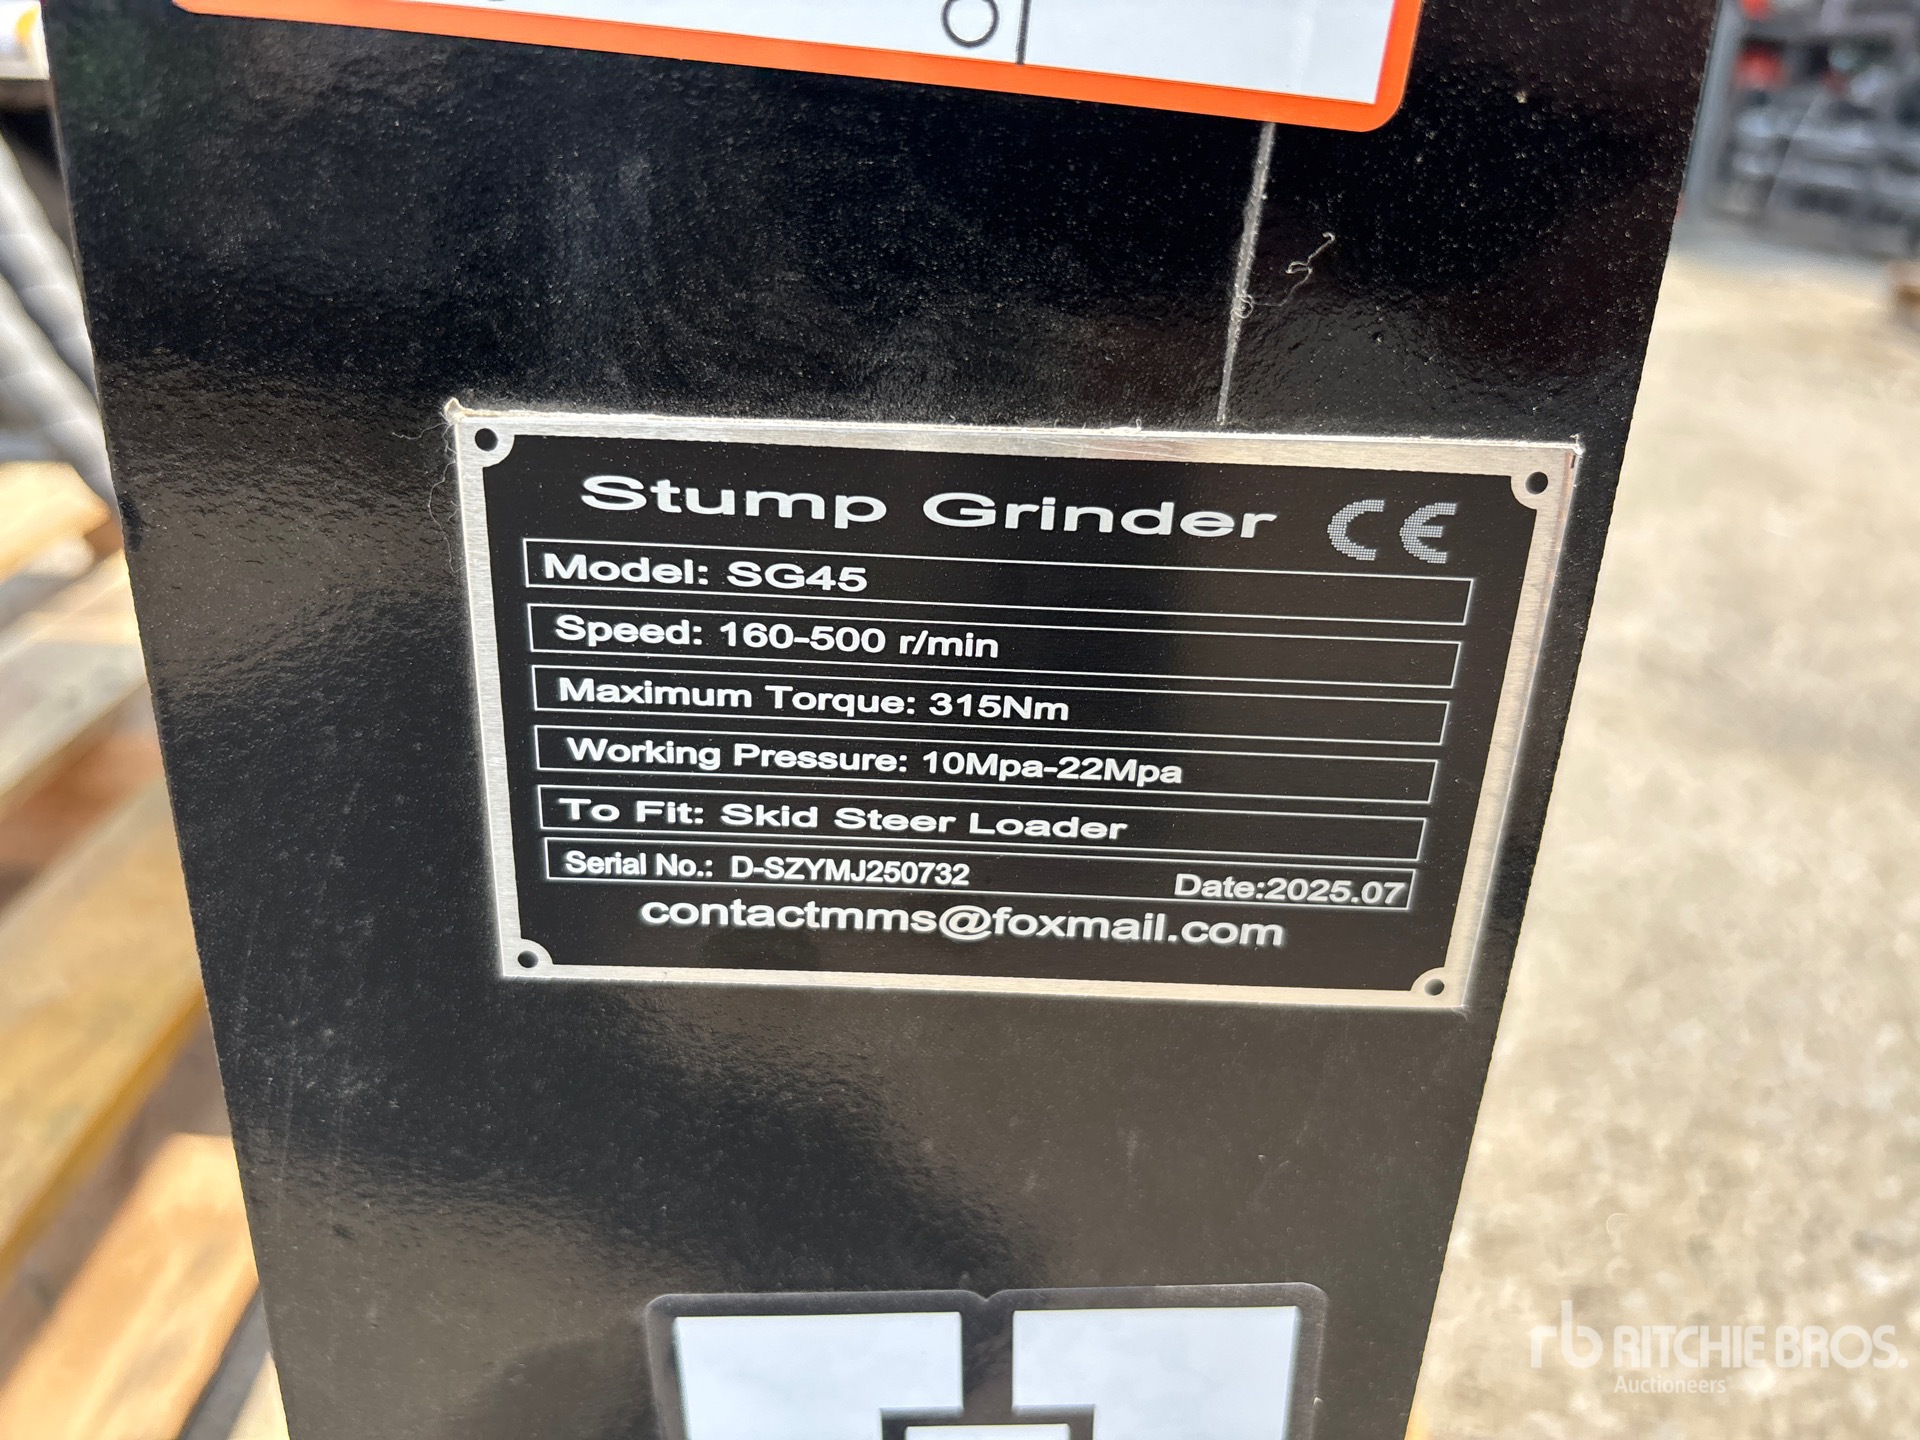 Stump Grinder CE
Model: SG45
Speed: 160-500 r/min
Maximum Torque: 315Nm
Working Pressure: 10Mpa-22Mpa
To Fit: Skid Steer Loader
Serial No.: D-SZYMJ250732 Date:2025.07
contactmms@foxmail.com
rb RITCHIE BROS.
Auctioneers